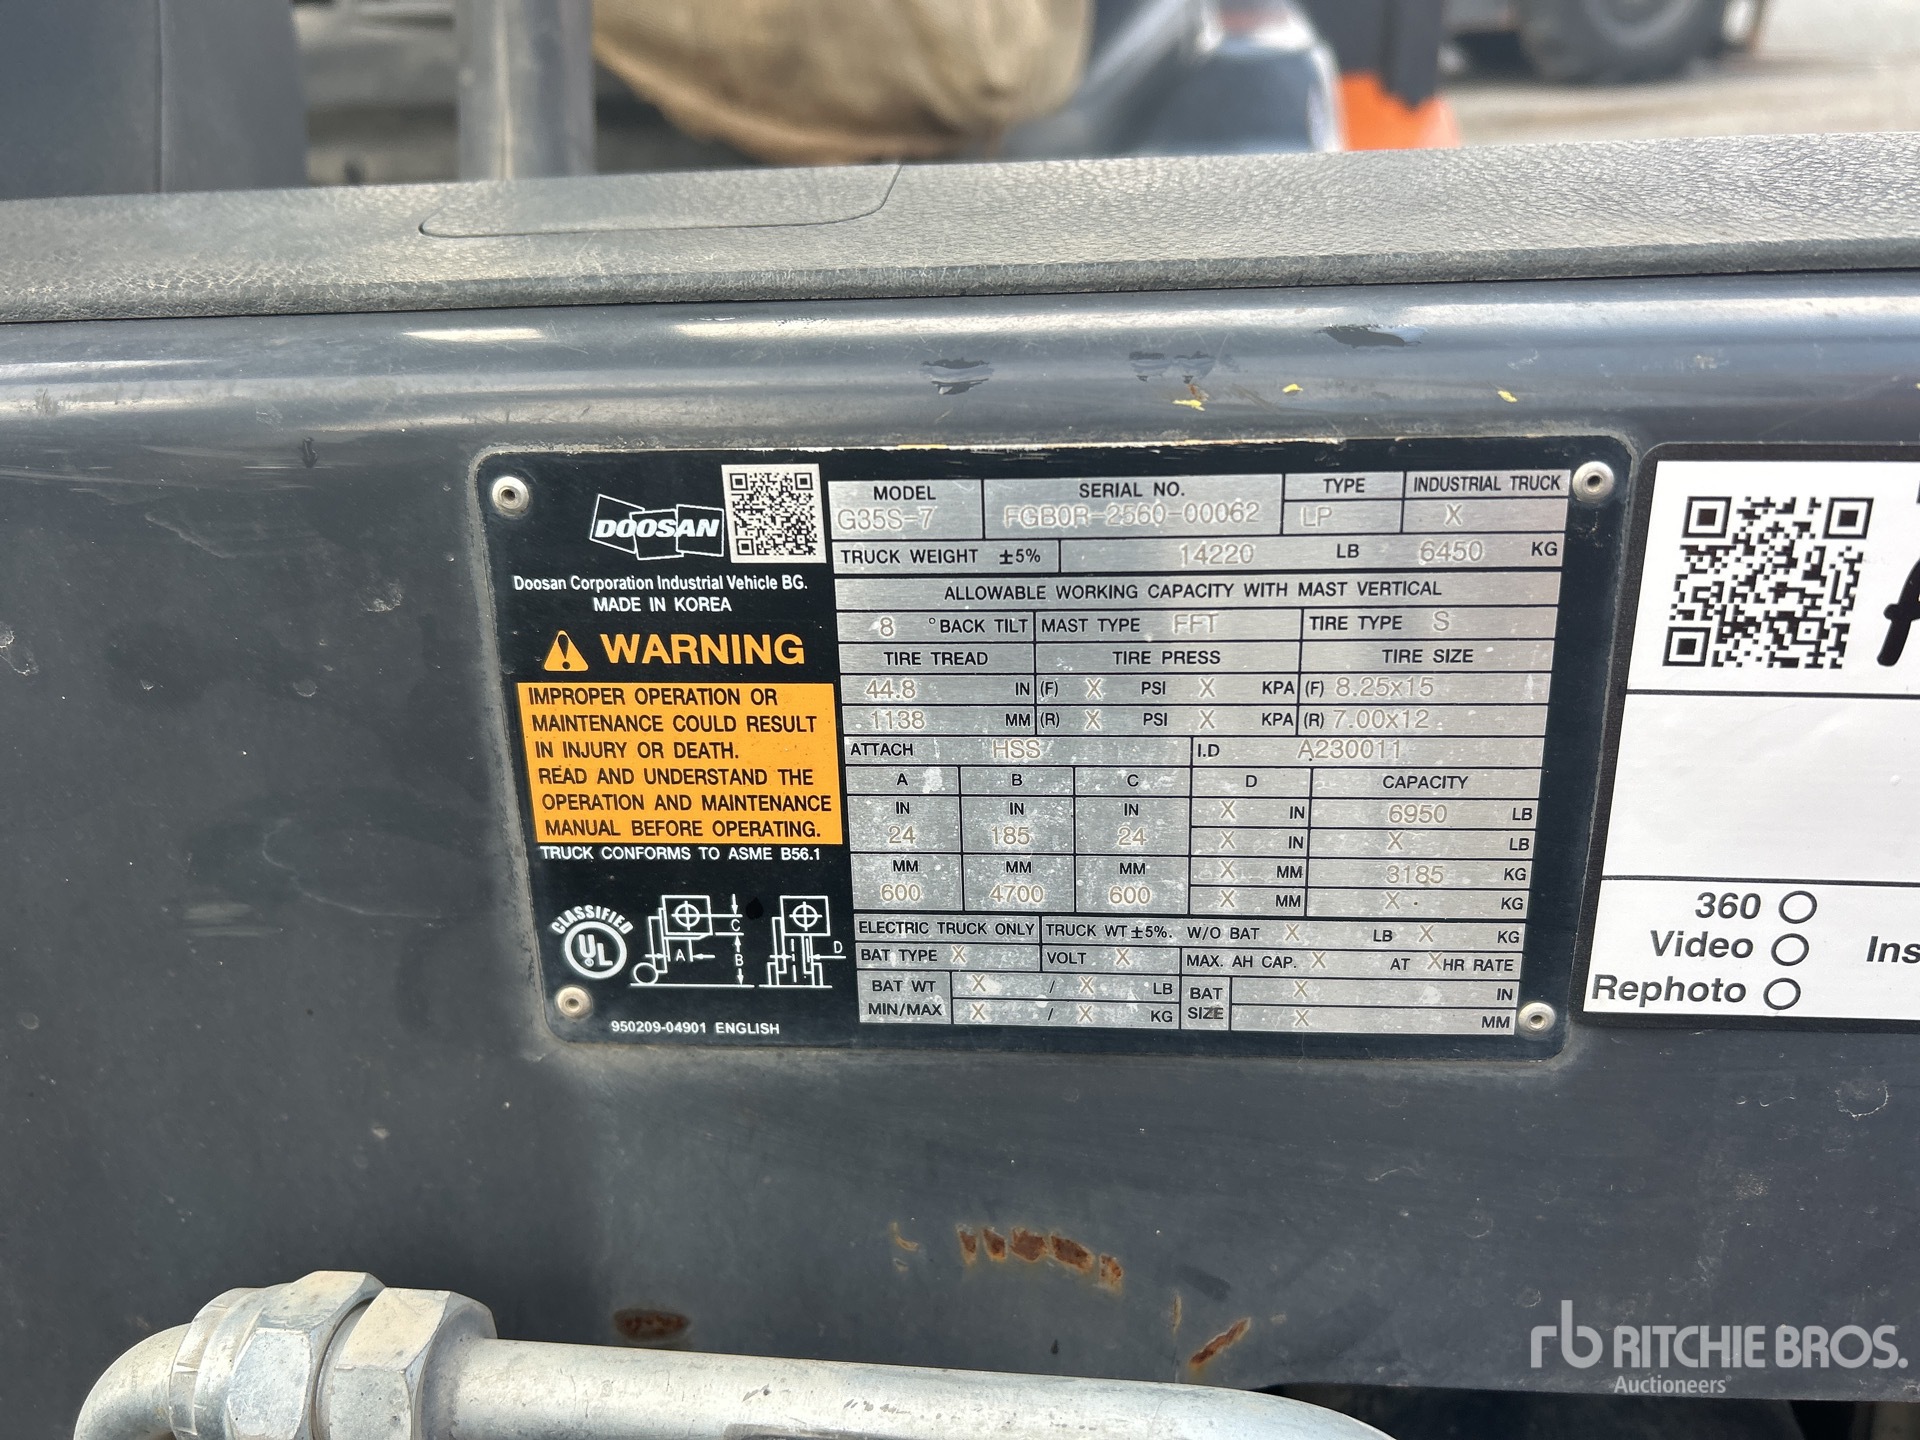 DOOSAN
Doosan Corporation Industrial Vehicle BG.
MADE IN KOREA
WARNING
IMPROPER OPERATION OR
MAINTENANCE COULD RESULT
IN INJURY OR DEATH.
READ AND UNDERSTAND THE
OPERATION AND MAINTENANCE
MANUAL BEFORE OPERATING.
TRUCK CONFORMS TO ASME B56.1
CLASSIFIED
UL
C
A
B
D
950209-04901 ENGLISH
MODEL SERIAL NO. TYPE INDUSTRIAL TRUCK
G35S-7 FGB0R-2560-00062 LP X
TRUCK WEIGHT ±5% 14220 LB 6450 KG
ALLOWABLE WORKING CAPACITY WITH MAST VERTICAL
8 ° BACK TILT MAST TYPE FFT TIRE TYPE S
TIRE TREAD TIRE PRESS TIRE SIZE
44.8 IN (F) X PSI X KPA (F) 8.25x15
1138 MM (R) X PSI X KPA (R) 7.00x12
ATTACH HSS I.D A230011
A B C D CAPACITY
IN IN IN X IN 6950 LB
24 185 24 X IN X LB
MM MM MM X MM 3185 KG
600 4700 600 X MM X KG
ELECTRIC TRUCK ONLY TRUCK WT ±5%. W/O BAT X LB X KG
BAT TYPE X VOLT X MAX. AH CAP. X AT X HR RATE
BAT WT X / X LB BAT X IN
MIN/MAX X / X KG SIZE X MM
360
Video
Rephoto
Ins
rb RITCHIE BROS.
Auctioneers